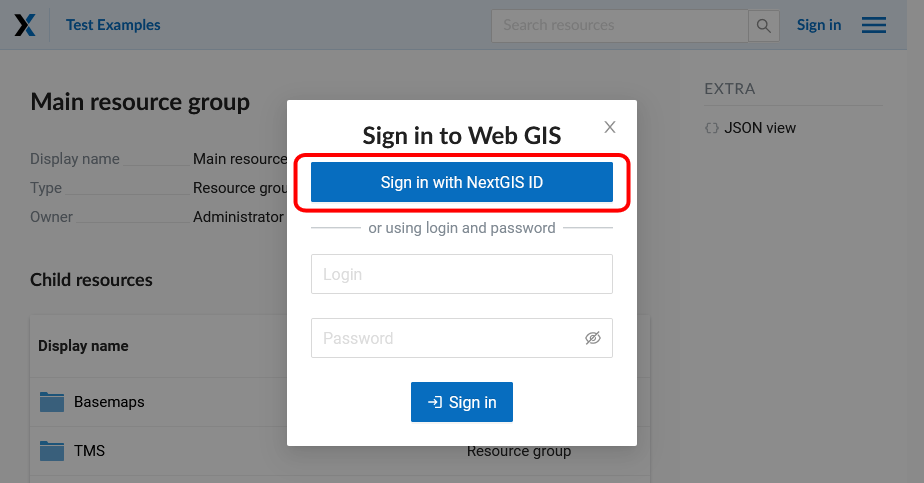 Test Examples
Search resources
Sign in
Main resource group
Display name Main resource
Type Resource grou
Owner Administrator
Child resources
Display name
Basemaps
TMS
Resource group
EXTRA
JSON view
Sign in to Web GIS
Sign in with NextGIS ID
or using login and password
Login
Password
Sign in